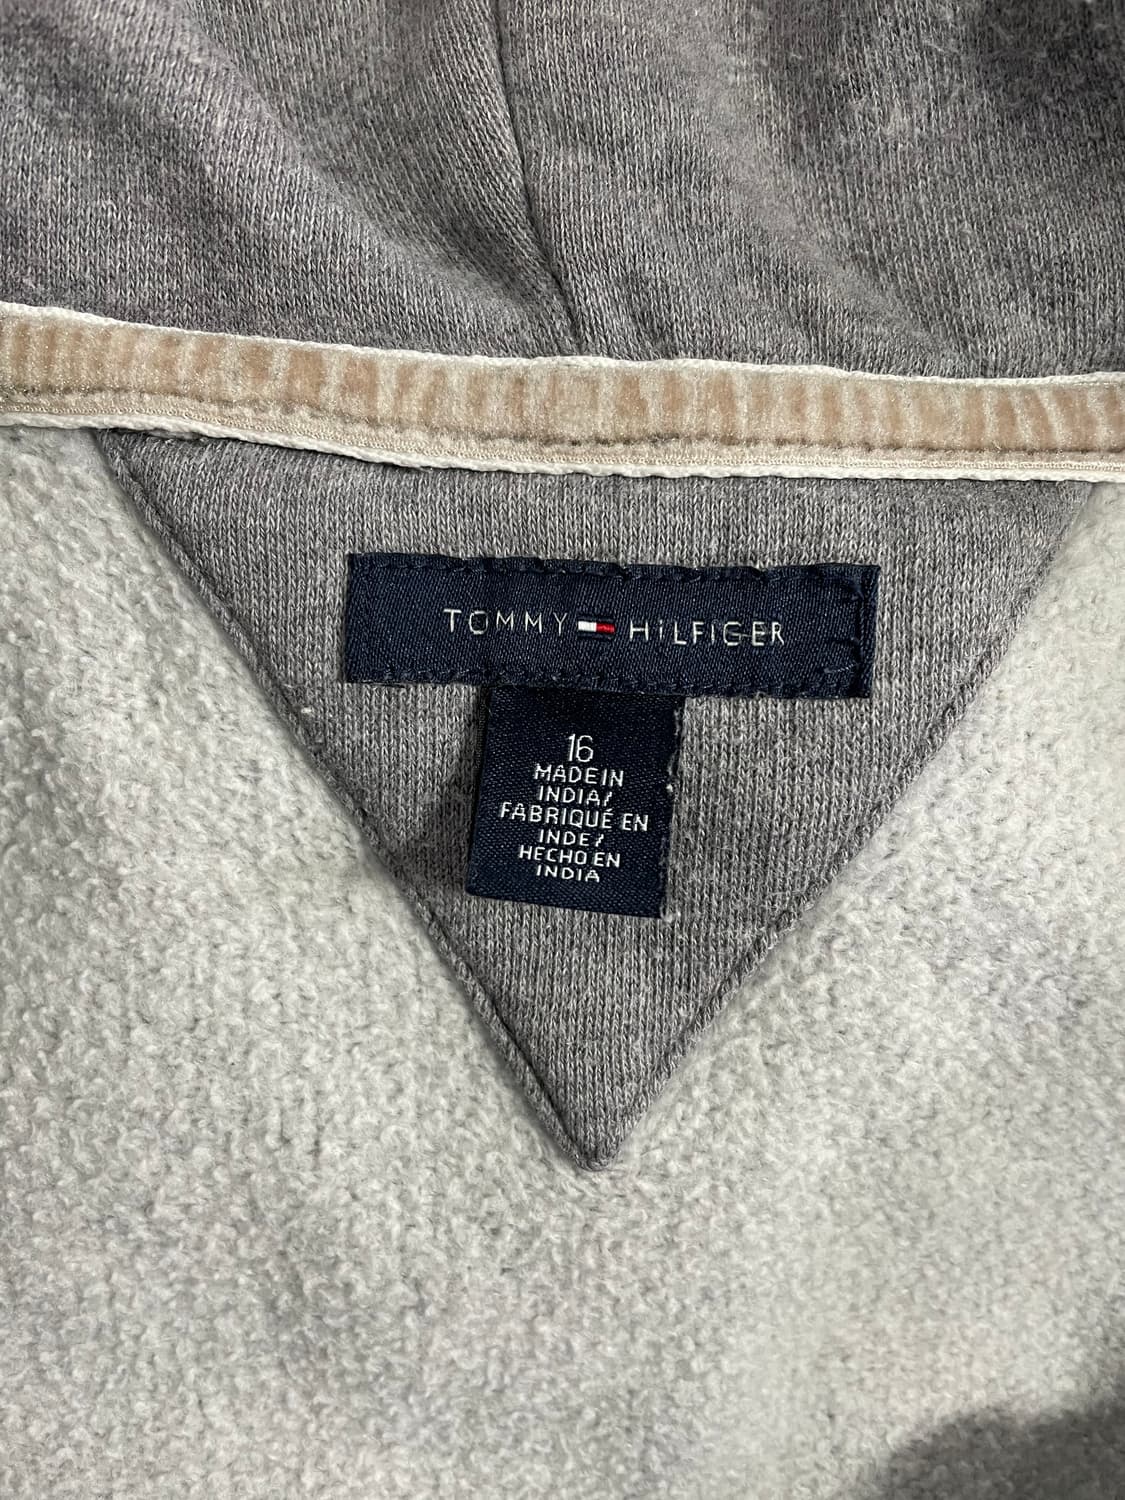 TOMMY HILFIGER
16
MADE IN
INDIA/
FABRIQUÉ EN
INDE/
HECHO EN
INDIA